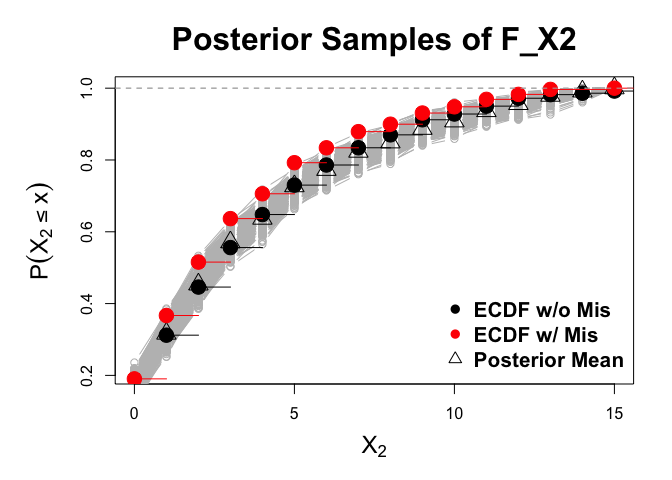 Posterior Samples of F_X2
P(X₂ ≤ x)
1.0
0.8
0.6
0.4
0.2
ECDF w/o Mis
ECDF w/ Mis
Posterior Mean
0 5 10 15
X₂